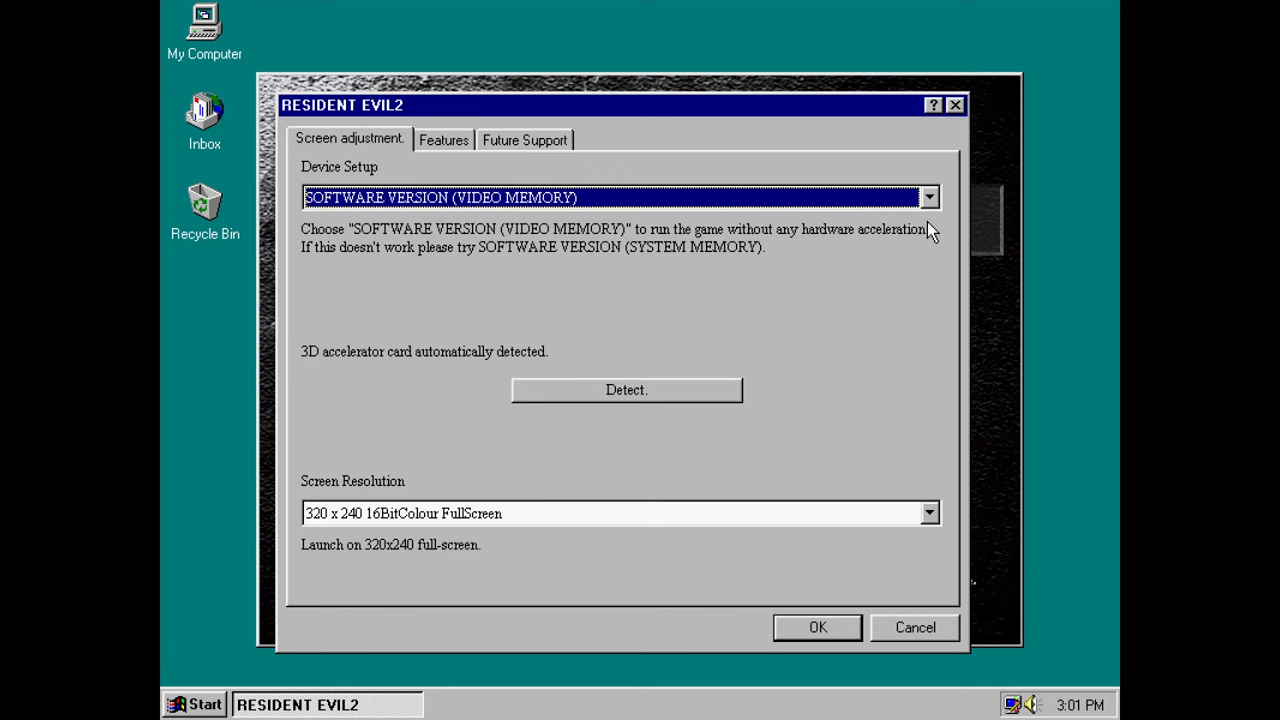 My Computer
Inbox
Recycle Bin
RESIDENT EVIL2
Screen adjustment.
Features
Future Support
Device Setup
SOFTWARE VERSION (VIDEO MEMORY)
Choose "SOFTWARE VERSION (VIDEO MEMORY)" to run the game without any hardware acceleration.
If this doesn't work please try SOFTWARE VERSION (SYSTEM MEMORY).
3D accelerator card automatically detected.
Detect.
Screen Resolution
320 x 240 16BitColour FullScreen
Launch on 320x240 full-screen.
OK
Cancel
Start
RESIDENT EVIL2
3:01 PM